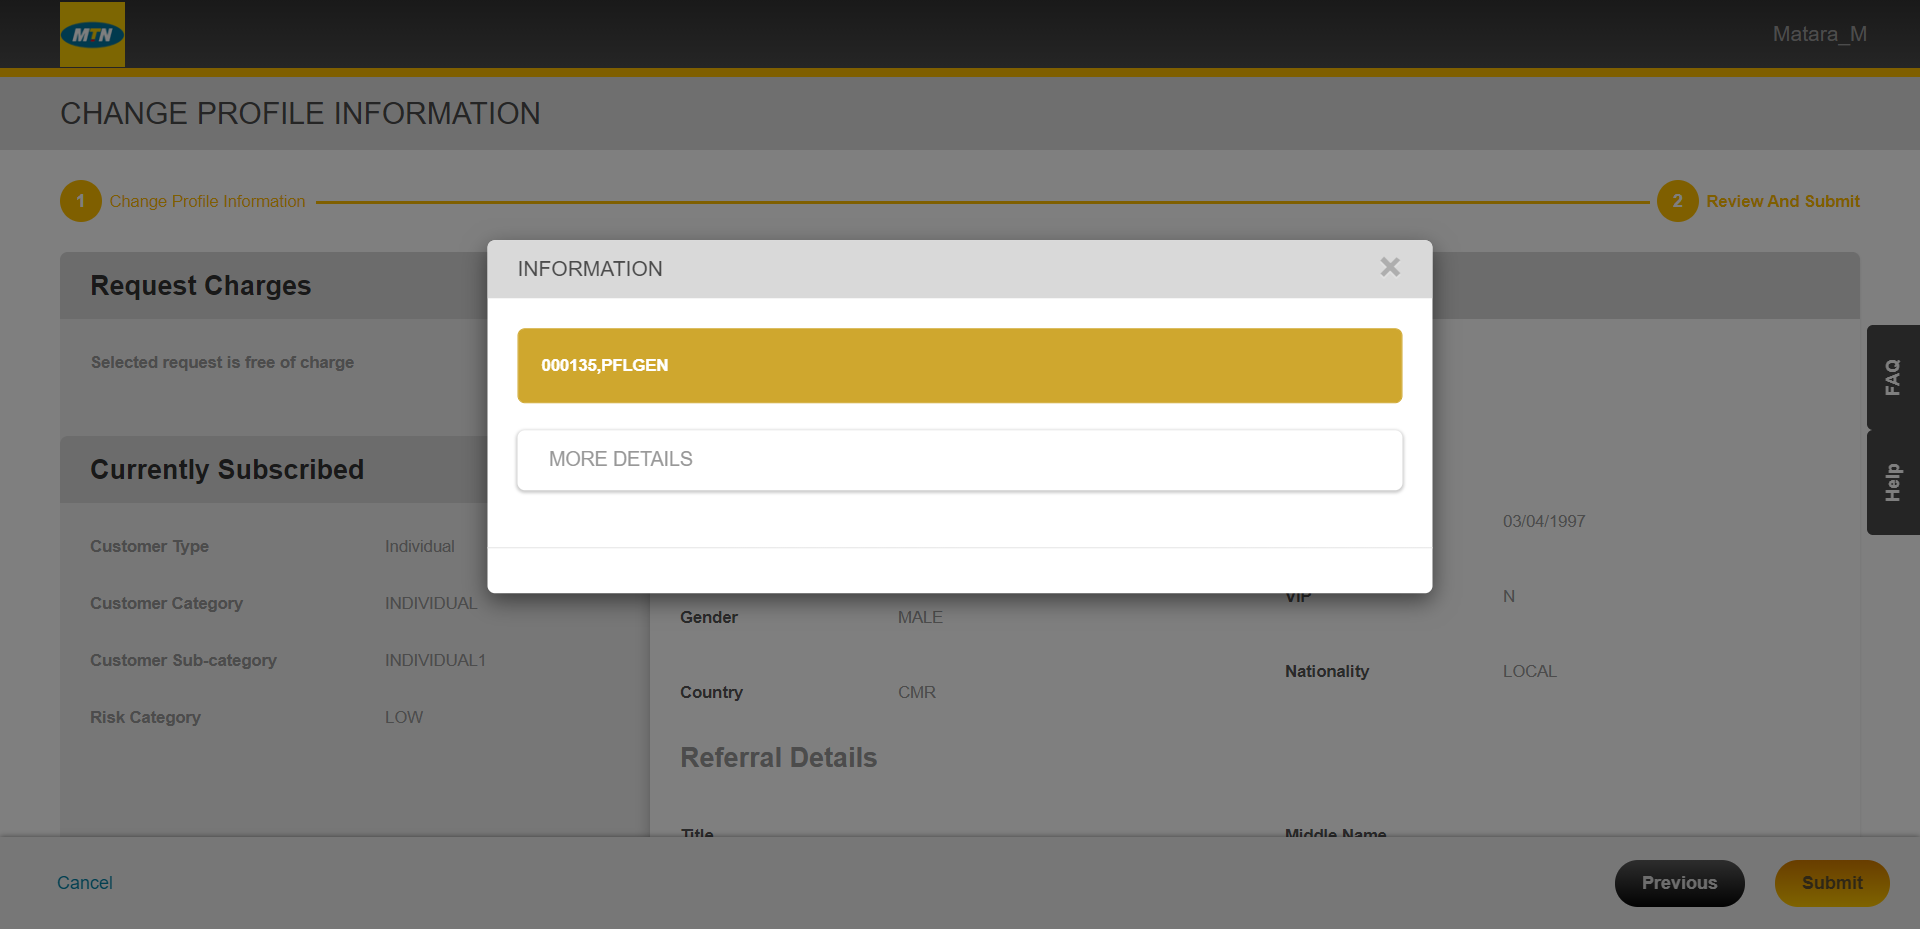 MTN
Matara_M
CHANGE PROFILE INFORMATION
1 Change Profile Information
2 Review And Submit
Request Charges
Selected request is free of charge
INFORMATION
×
000135,PFLGEN
MORE DETAILS
FAQ
Help
Currently Subscribed
03/04/1997
Customer Type Individual
Customer Category INDIVIDUAL
VIP N
Gender MALE
Customer Sub-category INDIVIDUAL1
Nationality LOCAL
Country CMR
Risk Category LOW
Referral Details
Title
Middle Name
Cancel
Previous
Submit